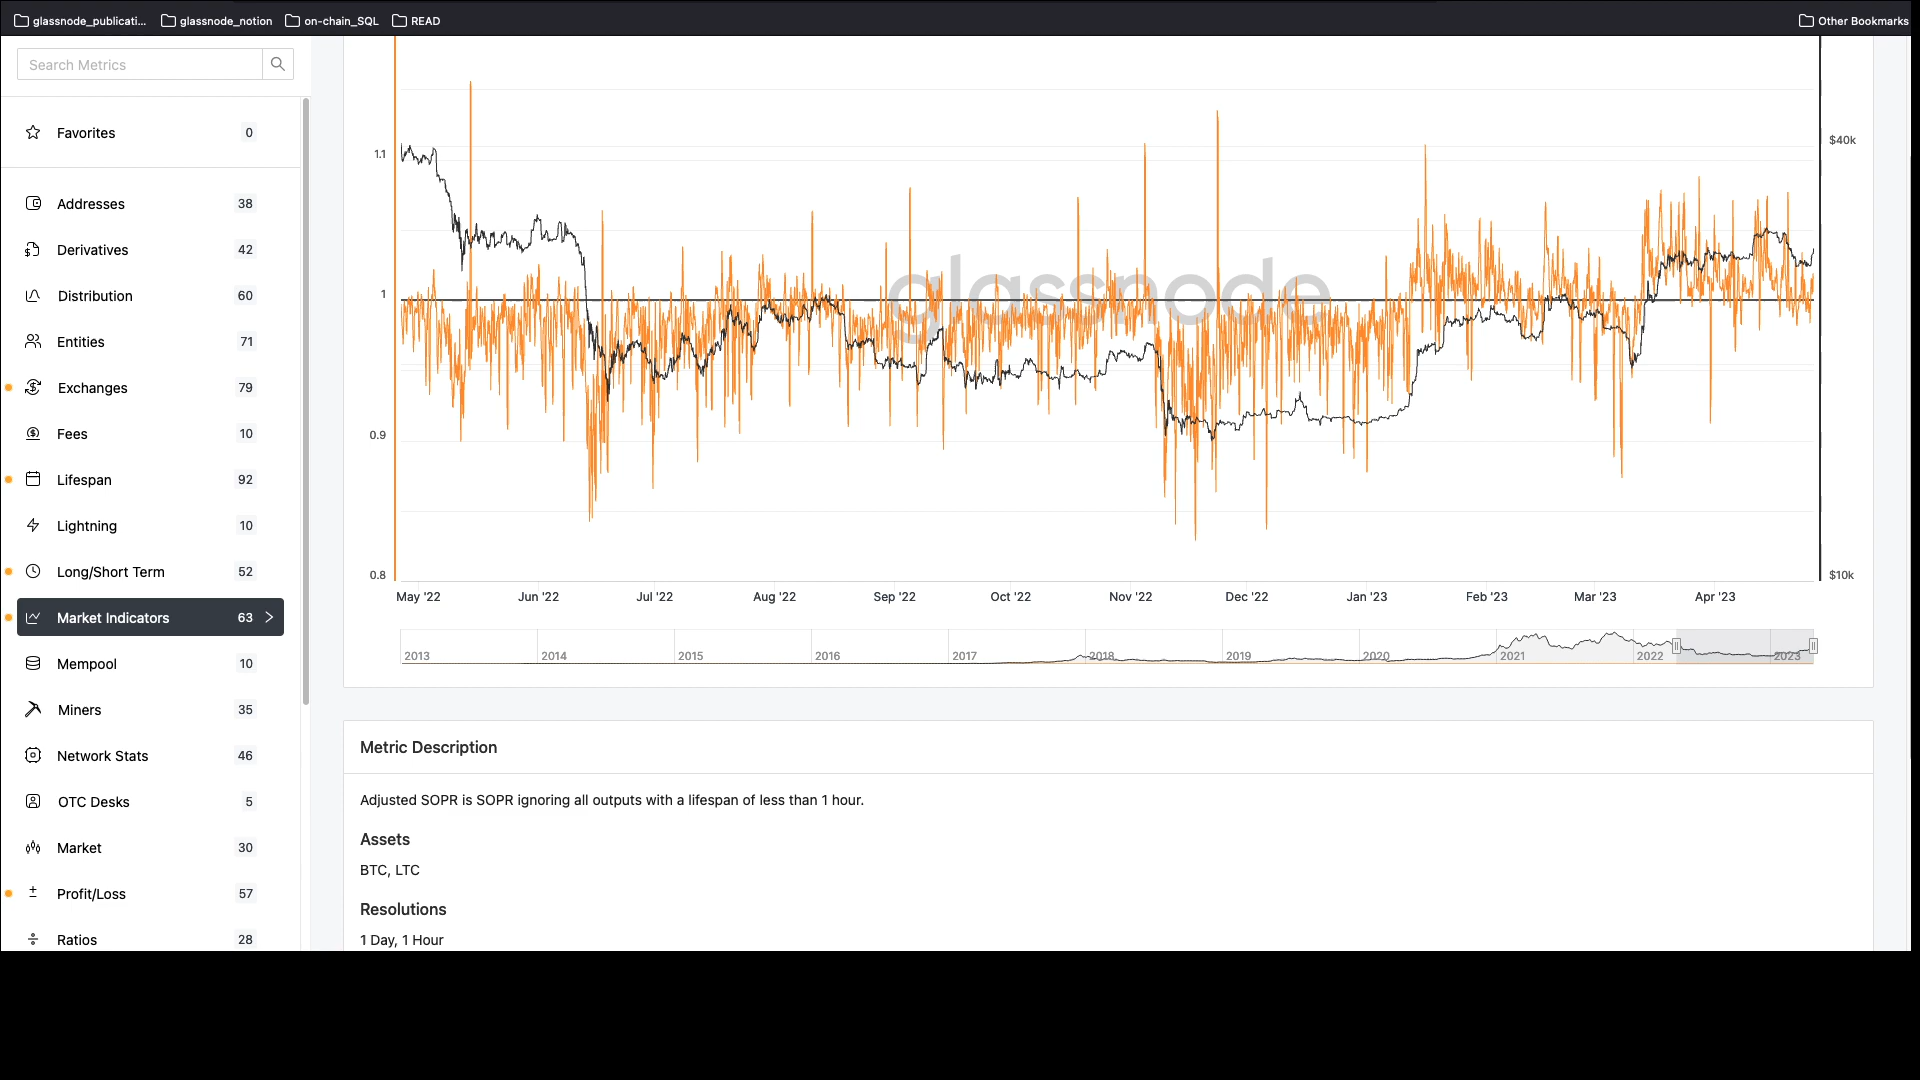 glassnode_publicati...
glassnode_notion
on-chain_SQL
READ
Other Bookmarks
Search Metrics
Favorites 0
Addresses 38
Derivatives 42
Distribution 60
Entities 71
Exchanges 79
Fees 10
Lifespan 92
Lightning 10
Long/Short Term 52
Market Indicators 63
Mempool 10
Miners 35
Network Stats 46
OTC Desks 5
Market 30
Profit/Loss 57
Ratios 28
1.1
1
0.9
0.8
$40k
$10k
glassnode
May '22 Jun '22 Jul '22 Aug '22 Sep '22 Oct '22 Nov '22 Dec '22 Jan '23 Feb '23 Mar '23 Apr '23
2013 2014 2015 2016 2017 2018 2019 2020 2021 2022 2023
Metric Description
Adjusted SOPR is SOPR ignoring all outputs with a lifespan of less than 1 hour.
Assets
BTC, LTC
Resolutions
1 Day, 1 Hour